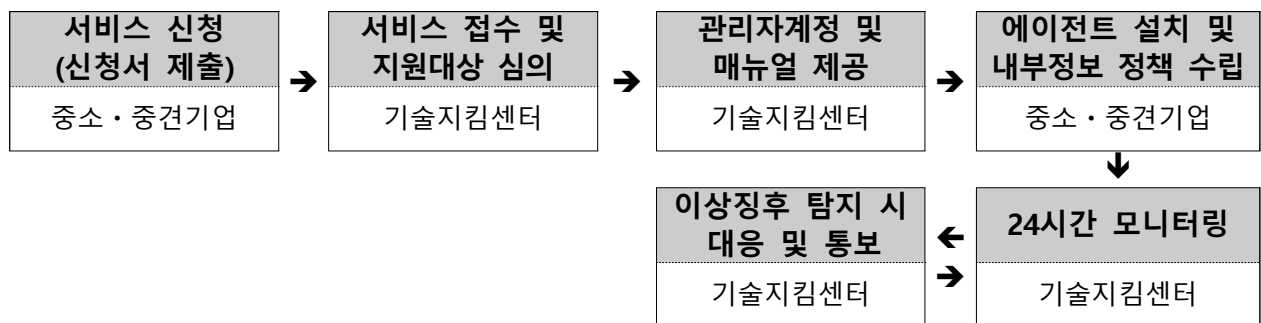 서비스 신청
(신청서 제출)
중소・중견기업
➔
서비스 접수 및
지원대상 심의
기술지킴센터
➔
관리자계정 및
매뉴얼 제공
기술지킴센터
➔
에이전트 설치 및
내부정보 정책 수립
중소・중견기업
🡻
24시간 모니터링
기술지킴센터
🡸
➔
이상징후 탐지 시
대응 및 통보
기술지킴센터